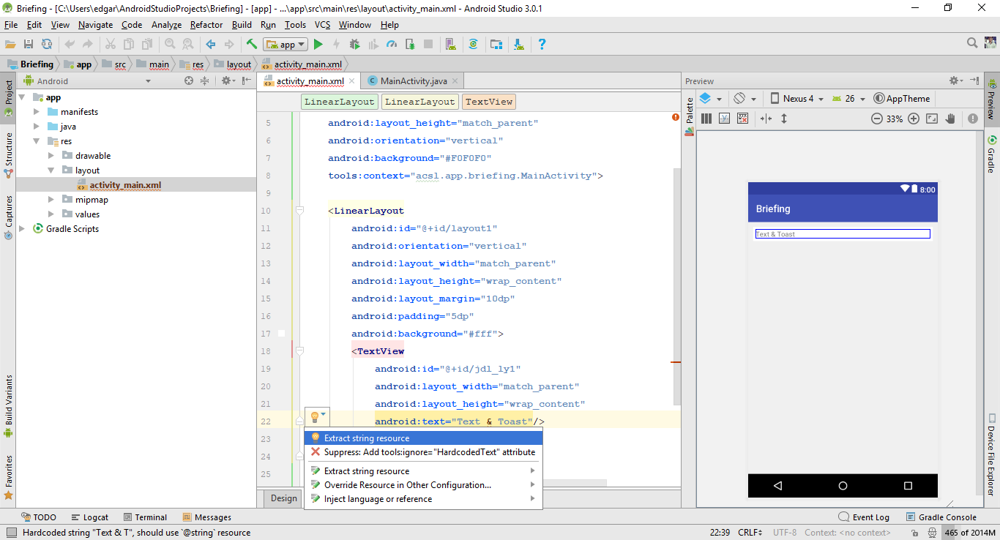 Briefing - [C:\Users\edgar\AndroidStudioProjects\Briefing] - [app] - ...\app\src\main\res\layout\activity_main.xml - Android Studio 3.0.1
File Edit View Navigate Code Analyze Refactor Build Run Tools VCS Window Help
app
Briefing app src main res layout activity_main.xml
Project
Structure
Captures
Build Variants
Favorites
Android
app
manifests
java
res
drawable
layout
activity_main.xml
mipmap
values
Gradle Scripts
activity_main.xml MainActivity.java
LinearLayout LinearLayout TextView
5 android:layout_height="match_parent"
6 android:orientation="vertical"
7 android:background="#F0F0F0"
8 tools:context="acsl.app.briefing.MainActivity">
9
10 <LinearLayout
11 android:id="@+id/layout1"
12 android:orientation="vertical"
13 android:layout_width="match_parent"
14 android:layout_height="wrap_content"
15 android:layout_margin="10dp"
16 android:padding="5dp"
17 android:background="#fff">
18 <TextView
19 android:id="@+id/jdl_ly1"
20 android:layout_width="match_parent"
21 android:layout_height="wrap_content"
22 android:text="Text & Toast"/>
23
24
25
Extract string resource
Suppress: Add tools:ignore="HardcodedText" attribute
Extract string resource
Override Resource in Other Configuration...
Inject language or reference
Design
Preview
Palette
Nexus 4 26 AppTheme
33%
8:00
Briefing
Text & Toast
Preview
Gradle
Device File Explorer
TODO Logcat Terminal Messages Event Log Gradle Console
Hardcoded string "Text & T", should use `@string` resource 22:39 CRLF UTF-8 Context: <no context> 465 of 2014M